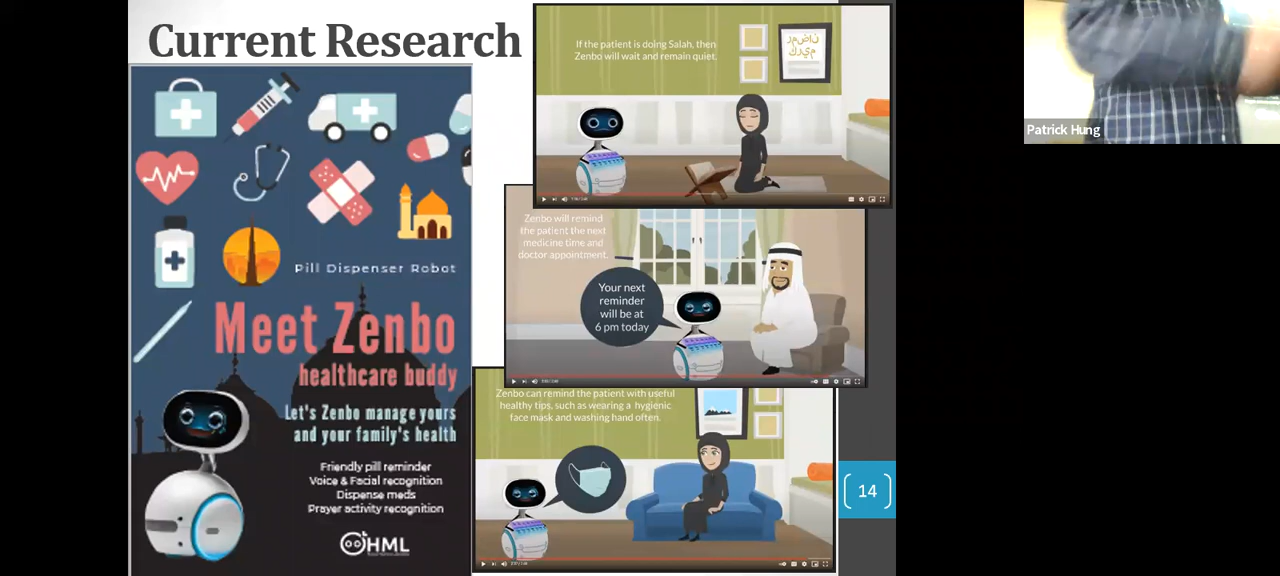 Current Research
Pill Dispenser Robot
Meet Zenbo
healthcare buddy
Let's Zenbo manage yours
and your family's health
Friendly pill reminder
Voice & Facial recognition
Dispense meds
Prayer activity recognition
HML
If the patient is doing Salah, then
Zenbo will wait and remain quiet.
Zenbo will remind
the patient the next
medicine time and
doctor appointment.
Your next
reminder
will be at
6 pm today
Zenbo can remind the patient with useful
healthy tips, such as wearing a hygienic
face mask and washing hand often.
14
Patrick Hung